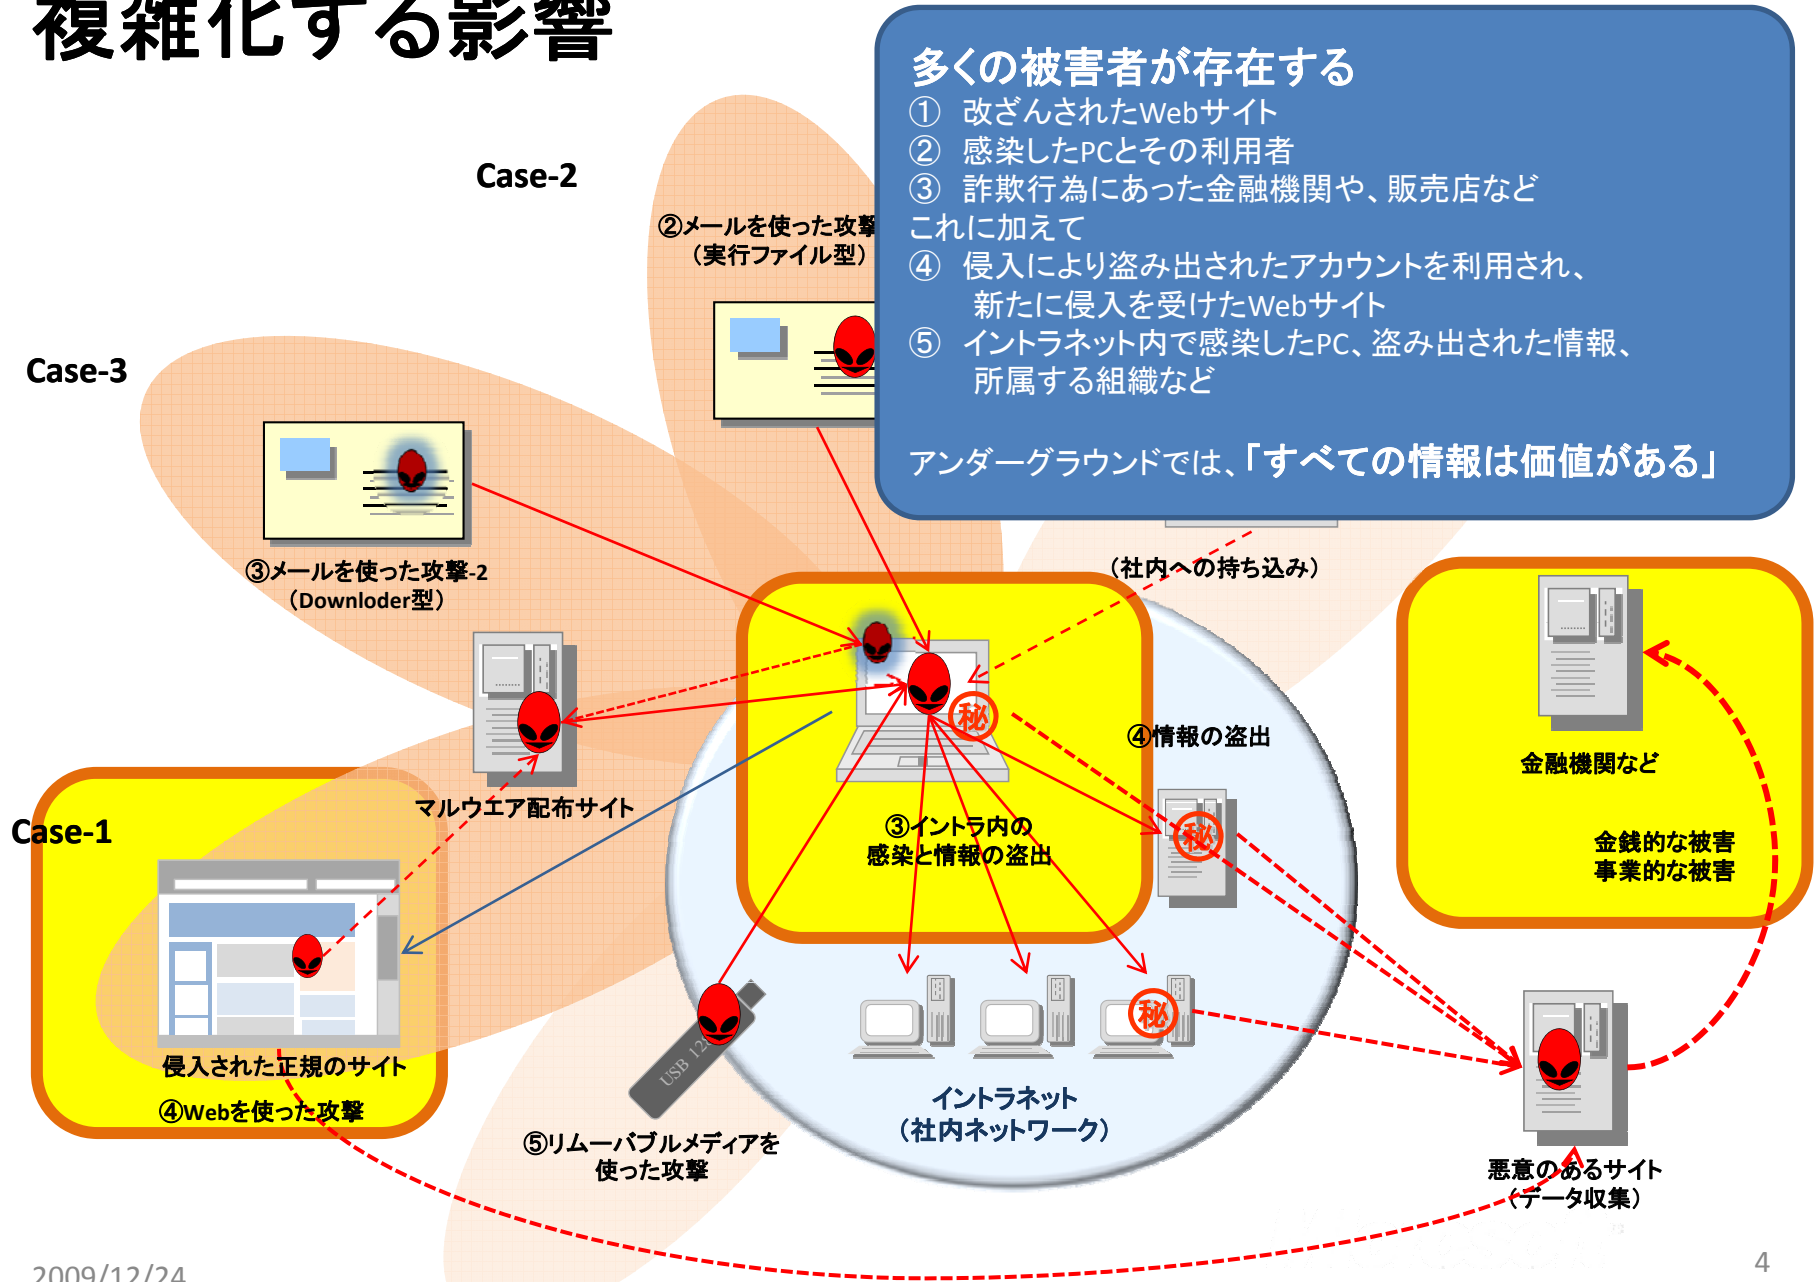 複雑化する影響
多くの被害者が存在する
① 改ざんされたWebサイト
② 感染したPCとその利用者
③ 詐欺行為にあった金融機関や、販売店など
これに加えて
④ 侵入により盗み出されたアカウントを利用され、
新たに侵入を受けたWebサイト
⑤ イントラネット内で感染したPC、盗み出された情報、
所属する組織など
アンダーグラウンドでは、「すべての情報は価値がある」
Case-2
②メールを使った攻撃
（実行ファイル型）
Case-3
③メールを使った攻撃-2
（Downloder型）
（社内への持ち込み）
マルウエア配布サイト
Case-1
侵入された正規のサイト
④Webを使った攻撃
秘
③イントラ内の
感染と情報の盗出
④情報の盗出
秘
秘
イントラネット
（社内ネットワーク）
USB 128
⑤リムーバブルメディアを
使った攻撃
金融機関など
金銭的な被害
事業的な被害
悪意のあるサイト
（データ収集）
2009/12/24
4